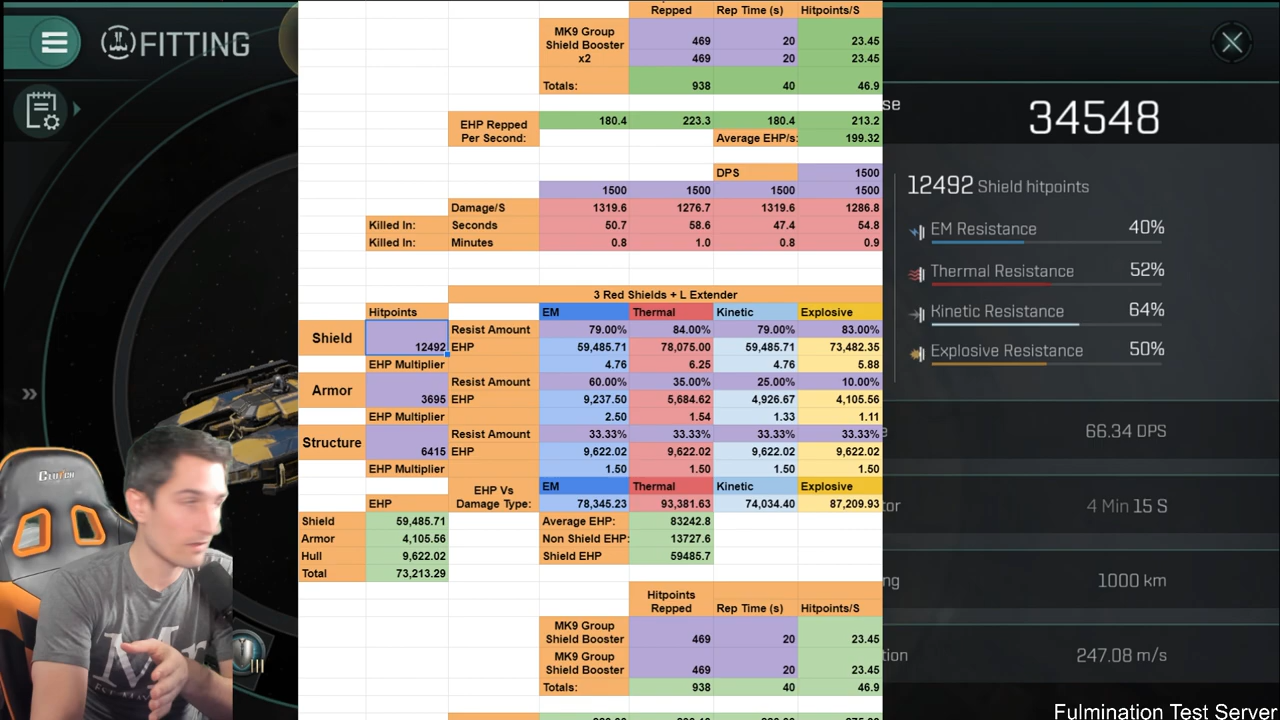 FITTING
Repped Rep Time (s) Hitpoints/S
MK9 Group
Shield Booster
x2
469 20 23.45
469 20 23.45
Totals: 938 40 46.9
EHP Repped
Per Second:
180.4 223.3 180.4 213.2
Average EHP/s: 199.32
DPS 1500
1500 1500 1500 1500
Damage/S 1319.6 1276.7 1319.6 1286.8
Killed In: Seconds 50.7 58.6 47.4 54.8
Killed In: Minutes 0.8 1.0 0.8 0.9
3 Red Shields + L Extender
Hitpoints EM Thermal Kinetic Explosive
Shield
Resist Amount 79.00% 84.00% 79.00% 83.00%
12492 EHP 59,485.71 78,075.00 59,485.71 73,482.35
EHP Multiplier 4.76 6.25 4.76 5.88
Armor
Resist Amount 60.00% 35.00% 25.00% 10.00%
3695 EHP 9,237.50 5,684.62 4,926.67 4,105.56
EHP Multiplier 2.50 1.54 1.33 1.11
Structure
Resist Amount 33.33% 33.33% 33.33% 33.33%
6415 EHP 9,622.02 9,622.02 9,622.02 9,622.02
EHP Multiplier 1.50 1.50 1.50 1.50
EHP Vs
Damage Type:
EM Thermal Kinetic Explosive
EHP 78,345.23 93,381.63 74,034.40 87,209.93
Shield 59,485.71 Average EHP: 83242.8
Armor 4,105.56 Non Shield EHP: 13727.6
Hull 9,622.02 Shield EHP 59485.7
Total 73,213.29
Hitpoints
Repped Rep Time (s) Hitpoints/S
MK9 Group
Shield Booster 469 20 23.45
MK9 Group
Shield Booster 469 20 23.45
Totals: 938 40 46.9
se 34548
12492 Shield hitpoints
EM Resistance 40%
Thermal Resistance 52%
Kinetic Resistance 64%
Explosive Resistance 50%
66.34 DPS
tor 4 Min 15 S
ng 1000 km
tion 247.08 m/s
CLUTCH
III
Fulmination Test Server